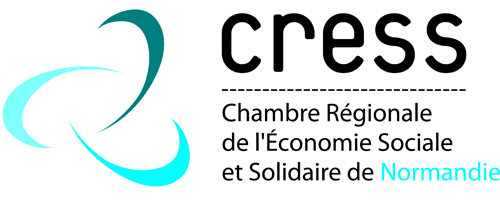 cress
Chambre Régionale
de l'Économie Sociale
et Solidaire de Normandie